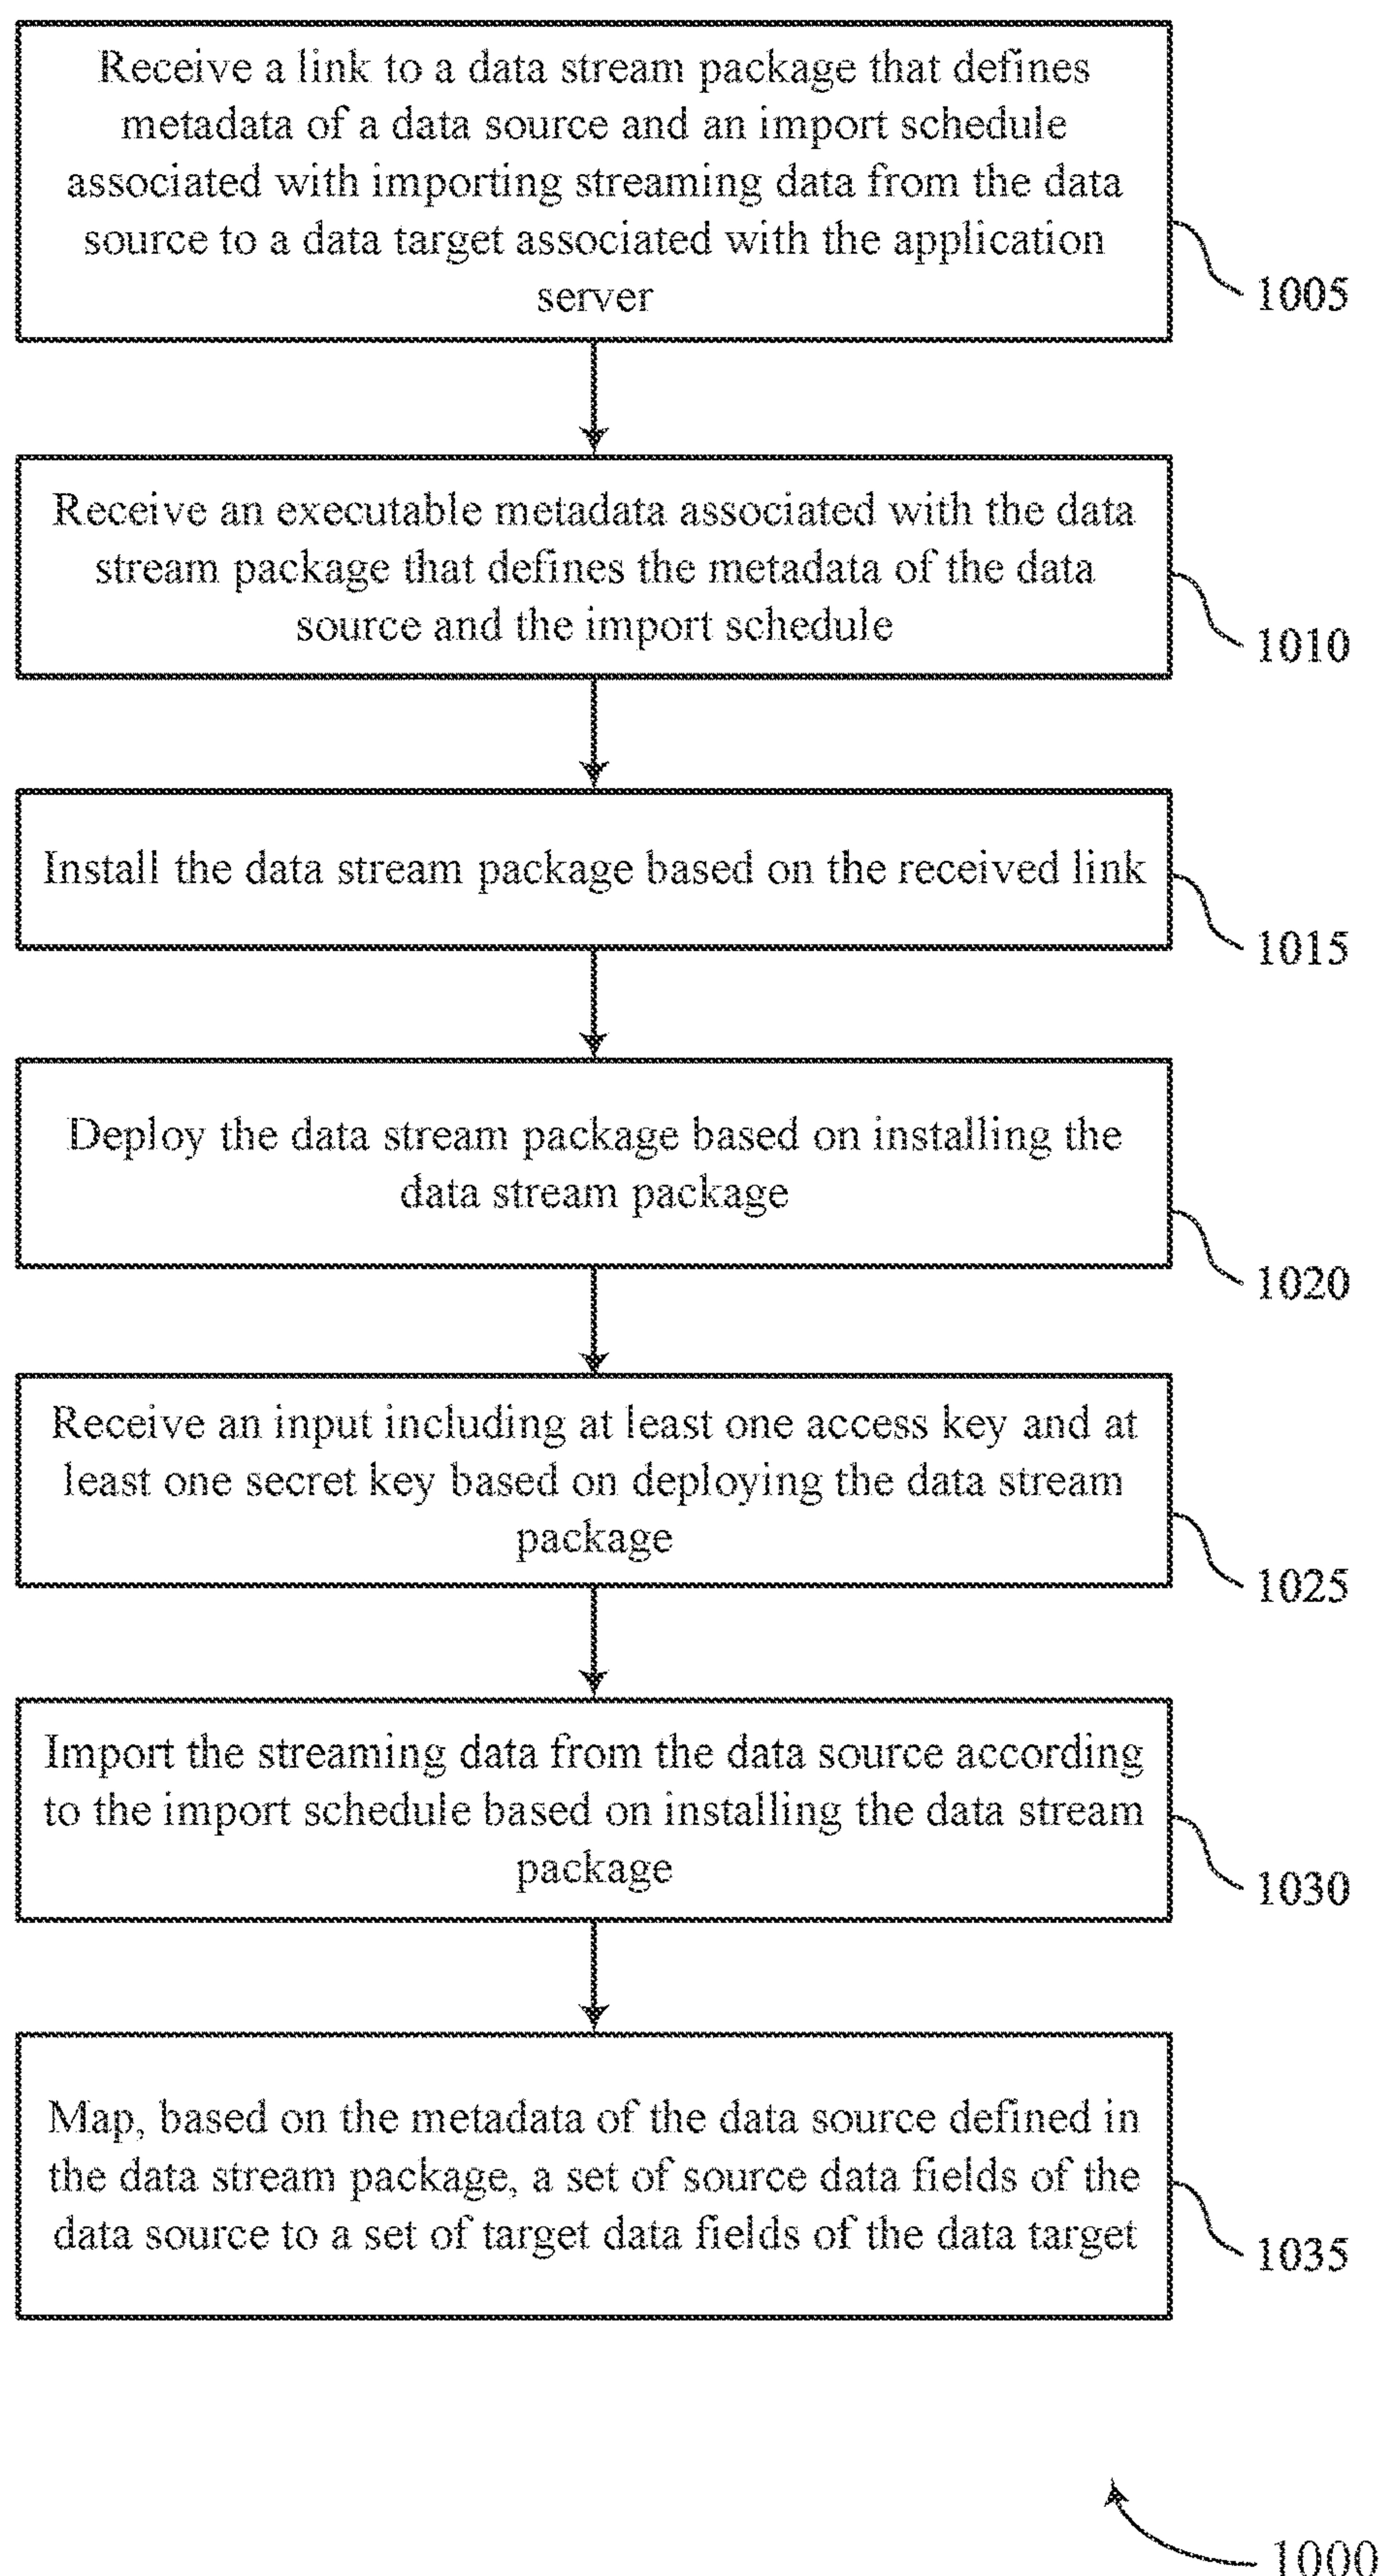 Receive a link to a data stream package that defines
metadata of a data source and an import schedule
associated with importing streaming data from the data
source to a data target associated with the application
server
1005
Receive an executable metadata associated with the data
stream package that defines the metadata of the data
source and the import schedule
1010
Install the data stream package based on the received link
1015
Deploy the data stream package based on installing the
data stream package
1020
Receive an input including at least one access key and at
least one secret key based on deploying the data stream
package
1025
Import the streaming data from the data source according
to the import schedule based on installing the data stream
package
1030
Map, based on the metadata of the data source defined in
the data stream package, a set of source data fields of the
data source to a set of target data fields of the data target
1035
1000